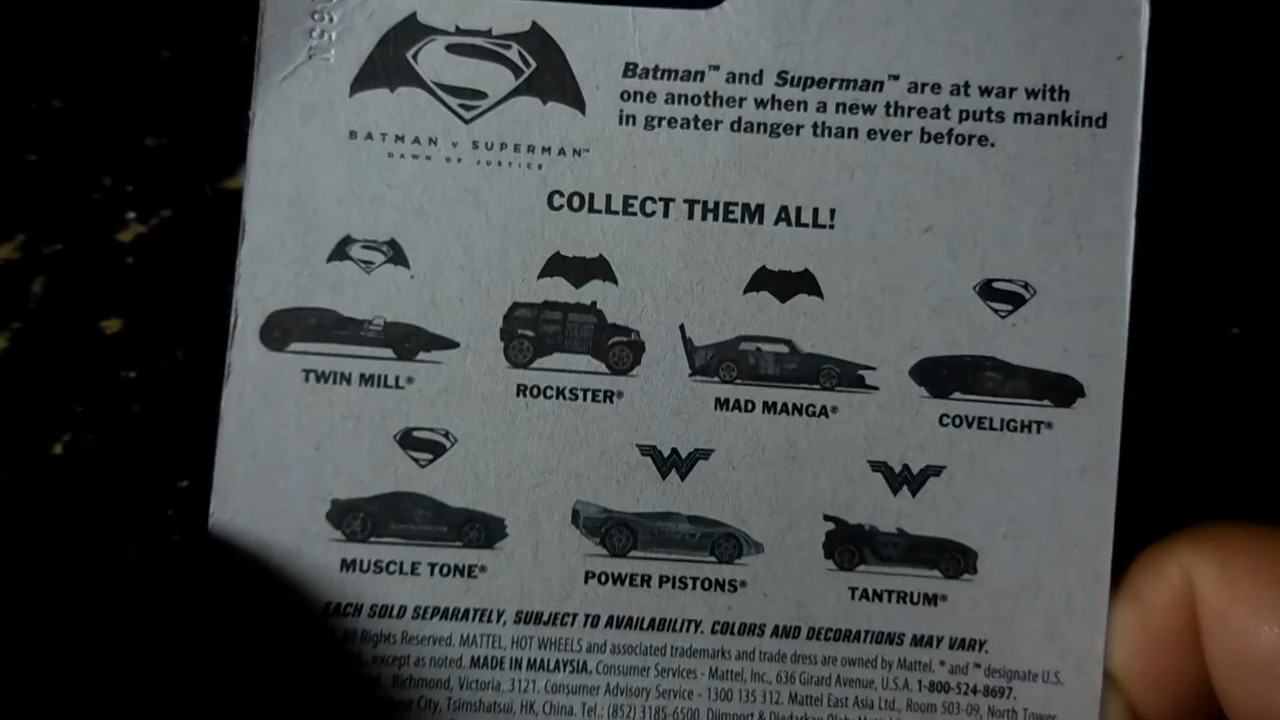 BATMAN v SUPERMAN™
DAWN OF JUSTICE
Batman™ and Superman™ are at war with
one another when a new threat puts mankind
in greater danger than ever before.
COLLECT THEM ALL!
TWIN MILL®
ROCKSTER®
MAD MANGA®
COVELIGHT®
MUSCLE TONE®
POWER PISTONS®
TANTRUM®
EACH SOLD SEPARATELY, SUBJECT TO AVAILABILITY. COLORS AND DECORATIONS MAY VARY.
Rights Reserved. MATTEL, HOT WHEELS and associated trademarks and trade dress are owned by Mattel. ® and ™ designate U.S.
except as noted. MADE IN MALAYSIA. Consumer Services - Mattel, Inc., 636 Girard Avenue, U.S.A. 1-800-524-8697.
Richmond, Victoria, 3121. Consumer Advisory Service - 1300 135 312. Mattel East Asia Ltd., Room 503-09, North Tower
City, Tsimshatsui, HK, China. Tel.: (852) 3185-6500.